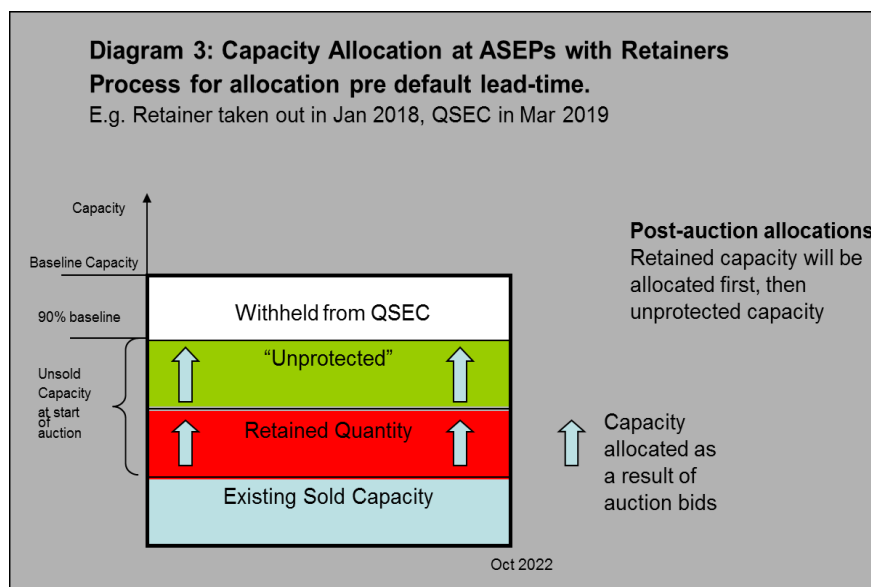 Diagram 3: Capacity Allocation at ASEPs with Retainers
Process for allocation pre default lead-time.
E.g. Retainer taken out in Jan 2018, QSEC in Mar 2019
Capacity
Baseline Capacity
90% baseline
Unsold
Capacity
at start
of
auction
Withheld from QSEC
“Unprotected”
Retained Quantity
Existing Sold Capacity
Oct 2022
Post-auction allocations
Retained capacity will be
allocated first, then
unprotected capacity
Capacity
allocated as
a result of
auction bids